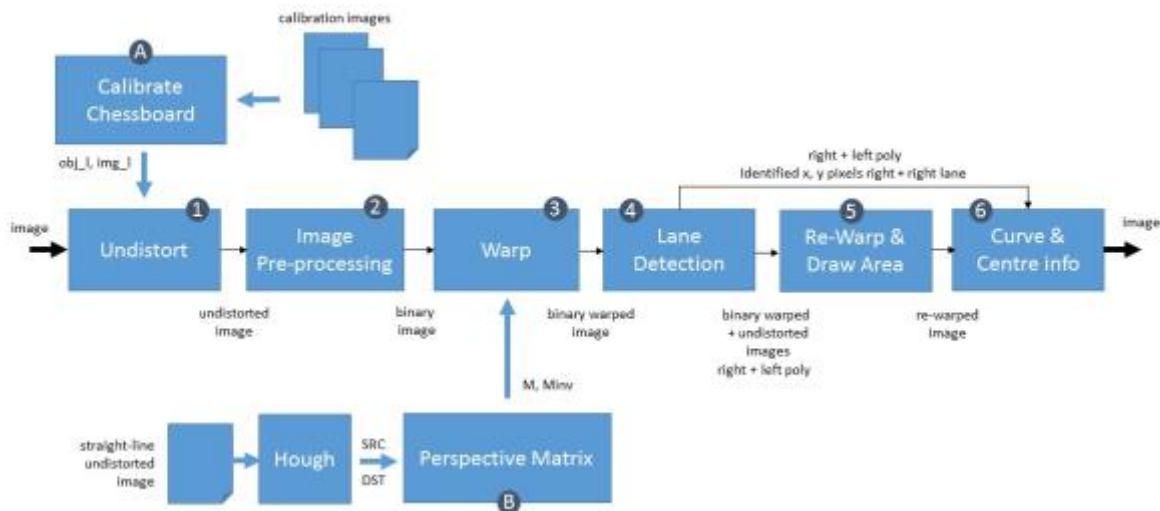 calibration images
A
Calibrate
Chessboard
obj_l, img_l
right + left poly
Identified x, y pixels right + right lane
image
1
Undistort
2
Image
Pre-processing
3
Warp
4
Lane
Detection
5
Re-Warp &
Draw Area
6
Curve &
Centre info
image
undistorted
image
binary
image
binary warped
image
binary warped
+ undistorted
images
right + left poly
re-warped
image
M, Minv
straight-line
undistorted
image
Hough
SRC
DST
Perspective Matrix
B